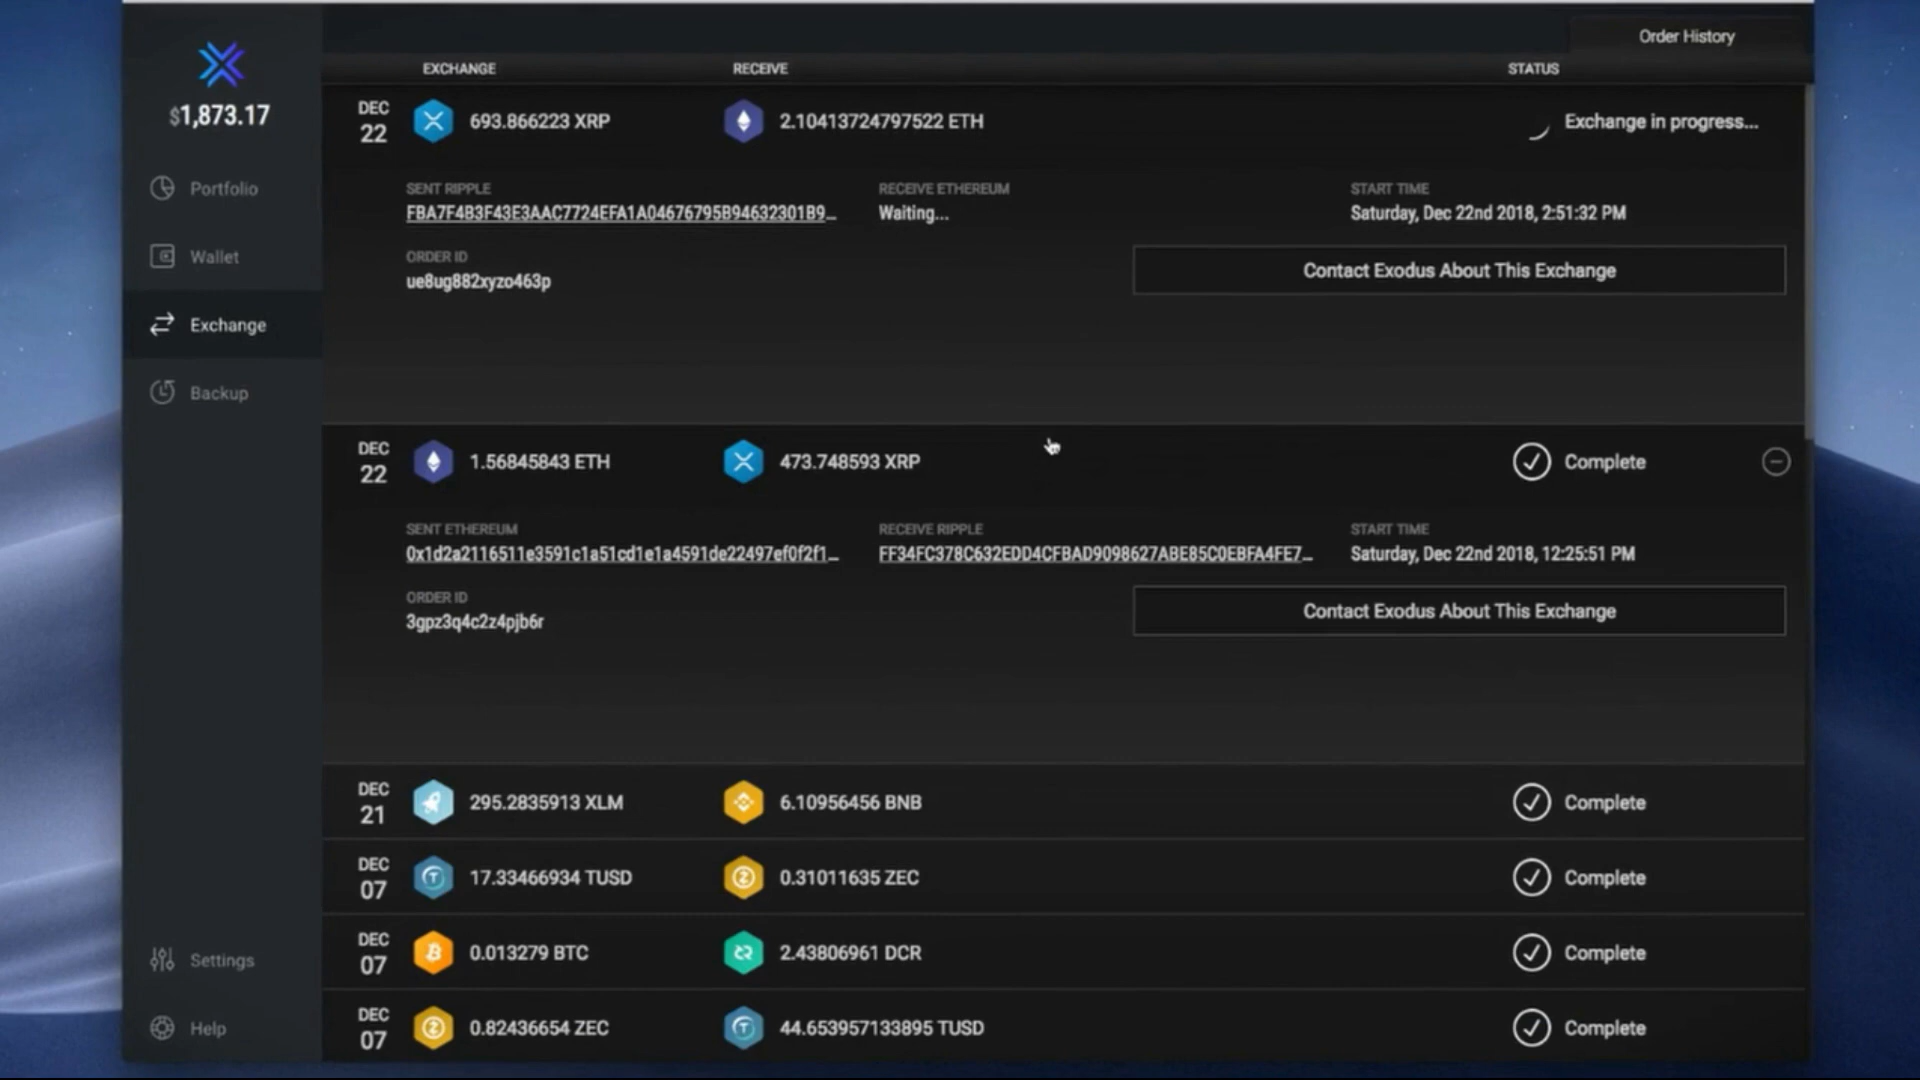 Order History
$1,873.17
Portfolio
Wallet
Exchange
Backup
Settings
Help
EXCHANGE RECEIVE STATUS
DEC 22 693.866223 XRP 2.10413724797522 ETH Exchange in progress...
SENT RIPPLE RECEIVE ETHEREUM START TIME
FBA7F4B3F43E3AAC7724EFA1A04676795B94632301B9... Waiting... Saturday, Dec 22nd 2018, 2:51:32 PM
ORDER ID
ue8ug882xyzo463p
Contact Exodus About This Exchange
DEC 22 1.56845843 ETH 473.748593 XRP Complete
SENT ETHEREUM RECEIVE RIPPLE START TIME
0x1d2a2116511e3591c1a51cd1e1a4591de22497ef0f2f1... FF34FC378C632EDD4CFBAD9098627ABE85C0EBFA4FE7... Saturday, Dec 22nd 2018, 12:25:51 PM
ORDER ID
3gpz3q4c2z4pjb6r
Contact Exodus About This Exchange
DEC 21 295.2835913 XLM 6.10956456 BNB Complete
DEC 07 17.33466934 TUSD 0.31011635 ZEC Complete
DEC 07 0.013279 BTC 2.43806961 DCR Complete
DEC 07 0.82436654 ZEC 44.653957133895 TUSD Complete